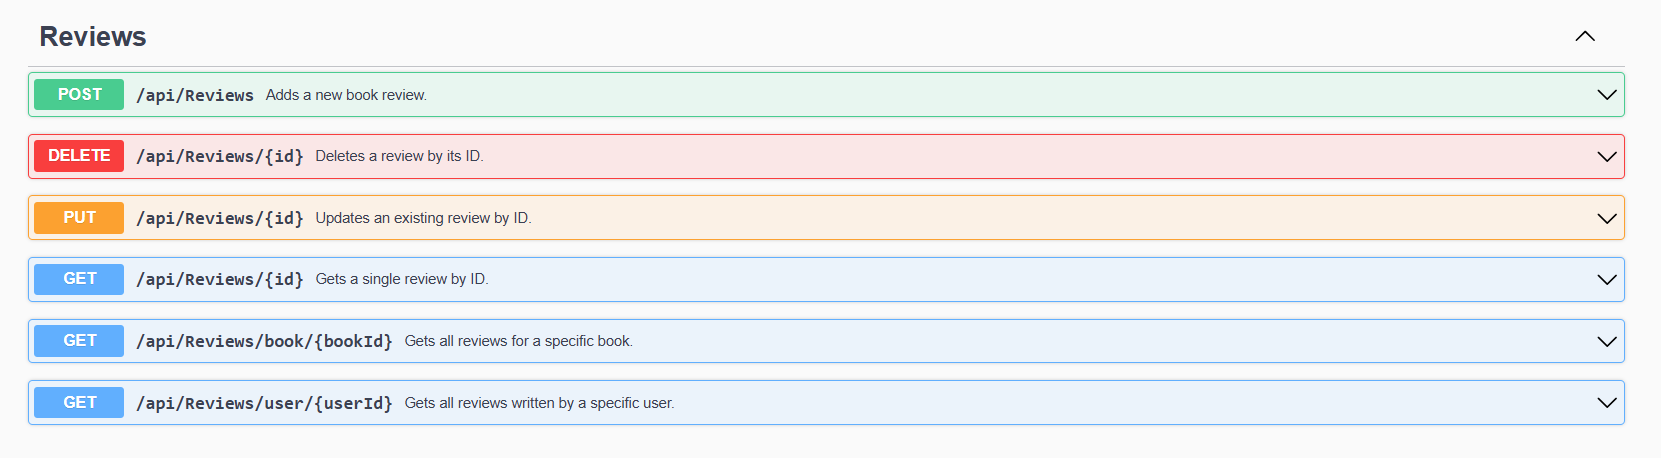 Reviews
POST /api/Reviews Adds a new book review.
DELETE /api/Reviews/{id} Deletes a review by its ID.
PUT /api/Reviews/{id} Updates an existing review by ID.
GET /api/Reviews/{id} Gets a single review by ID.
GET /api/Reviews/book/{bookId} Gets all reviews for a specific book.
GET /api/Reviews/user/{userId} Gets all reviews written by a specific user.